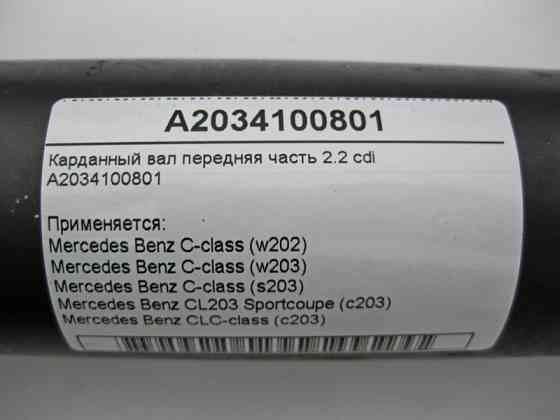 A2034100801
Карданный вал передняя часть 2.2 cdi
A2034100801
Применяется:
Mercedes Benz C-class (w202)
Mercedes Benz C-class (w203)
Mercedes Benz C-class (s203)
Mercedes Benz CL203 Sportcoupe (c203)
Mercedes Benz CLC-class (c203)